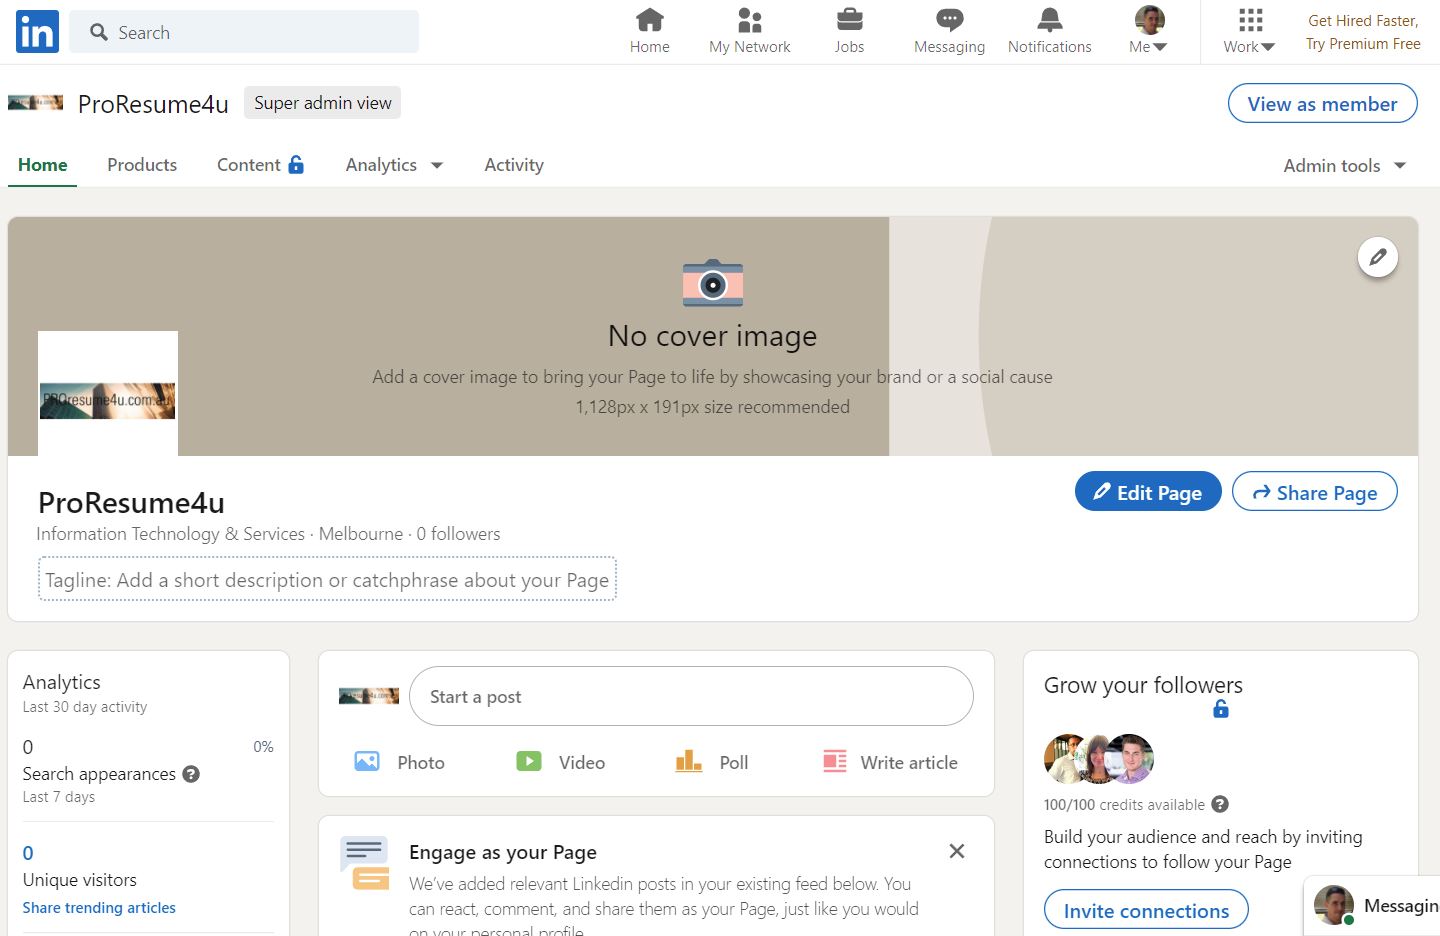 in
Search
Home
My Network
Jobs
Messaging
Notifications
Me
Work
Get Hired Faster,
Try Premium Free
ProResume4u
Super admin view
View as member
Home
Products
Content
Analytics
Activity
Admin tools
No cover image
Add a cover image to bring your Page to life by showcasing your brand or a social cause
1,128px x 191px size recommended
PROresume4u.com.au
ProResume4u
Information Technology & Services · Melbourne · 0 followers
Tagline: Add a short description or catchphrase about your Page
Edit Page
Share Page
Analytics
Last 30 day activity
0
0%
Search appearances ?
Last 7 days
0
Unique visitors
Share trending articles
Start a post
Photo
Video
Poll
Write article
Engage as your Page
We've added relevant Linkedin posts in your existing feed below. You
can react, comment, and share them as your Page, just like you would
on your personal profile.
Grow your followers
100/100 credits available ?
Build your audience and reach by inviting
connections to follow your Page
Invite connections
Messagin